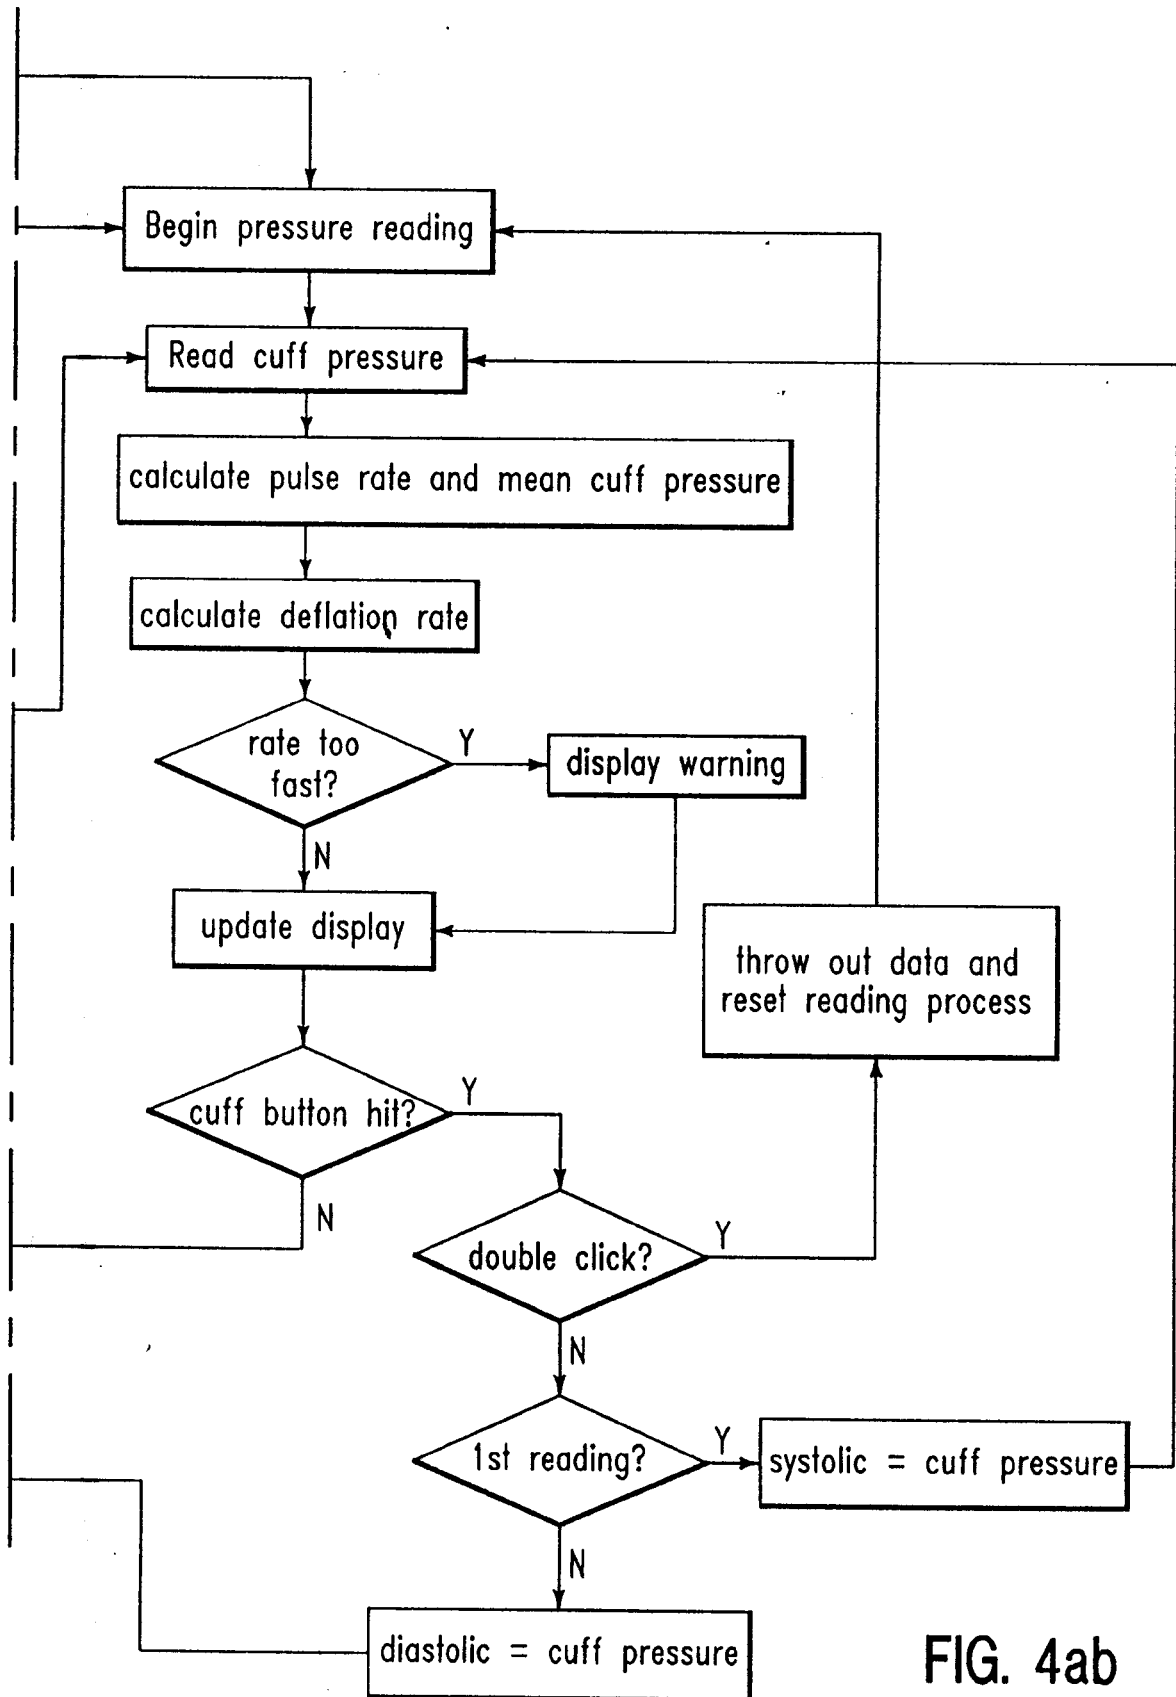 Begin pressure reading
Read cuff pressure
calculate pulse rate and mean cuff pressure
calculate deflation rate
rate too
fast?
Y
display warning
N
update display
throw out data and
reset reading process
cuff button hit?
Y
N
double click?
Y
N
1st reading?
Y
systolic = cuff pressure
N
diastolic = cuff pressure
FIG. 4ab